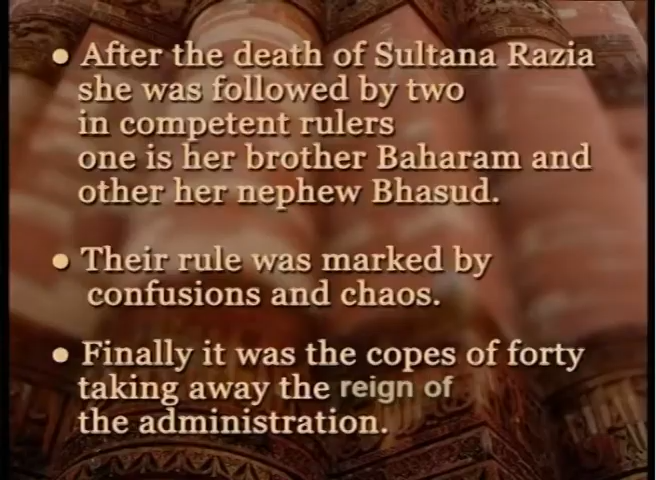 • After the death of Sultana Razia
she was followed by two
in competent rulers
one is her brother Baharam and
other her nephew Bhasud.
• Their rule was marked by
confusions and chaos.
• Finally it was the copes of forty
taking away the reign of
the administration.